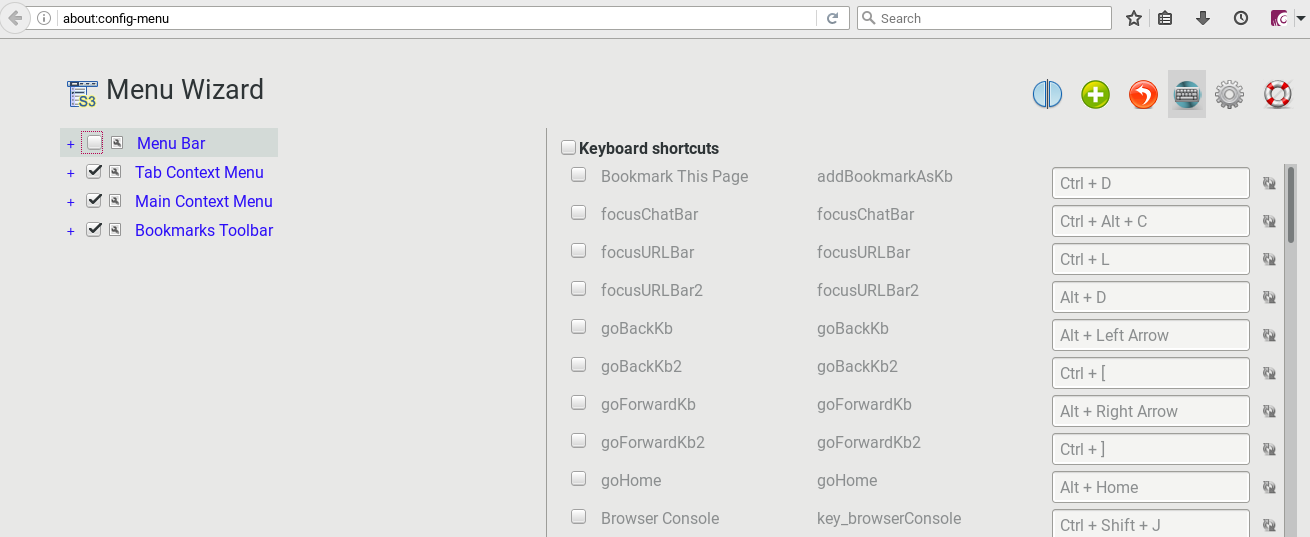 about:config-menu
Search
S3
Menu Wizard
+ Menu Bar
+ Tab Context Menu
+ Main Context Menu
+ Bookmarks Toolbar
Keyboard shortcuts
Bookmark This Page addBookmarkAsKb Ctrl + D
focusChatBar focusChatBar Ctrl + Alt + C
focusURLBar focusURLBar Ctrl + L
focusURLBar2 focusURLBar2 Alt + D
goBackKb goBackKb Alt + Left Arrow
goBackKb2 goBackKb2 Ctrl + [
goForwardKb goForwardKb Alt + Right Arrow
goForwardKb2 goForwardKb2 Ctrl + ]
goHome goHome Alt + Home
Browser Console key_browserConsole Ctrl + Shift + J